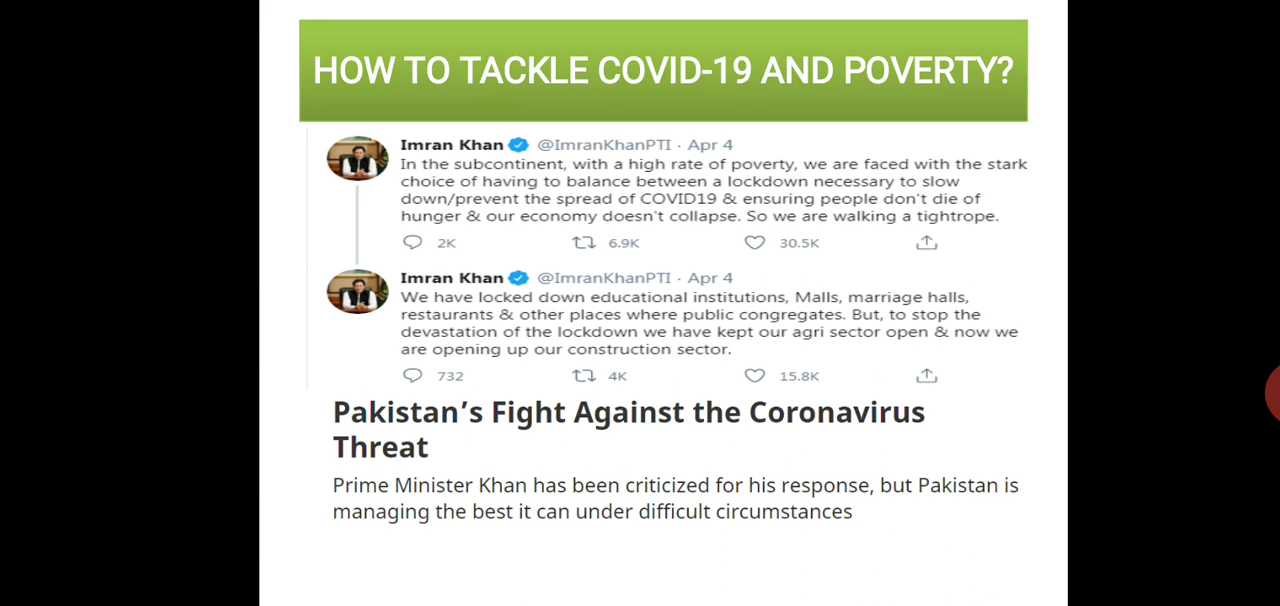 HOW TO TACKLE COVID-19 AND POVERTY?
Imran Khan @ImranKhanPTI · Apr 4
In the subcontinent, with a high rate of poverty, we are faced with the stark
choice of having to balance between a lockdown necessary to slow
down/prevent the spread of COVID19 & ensuring people don't die of
hunger & our economy doesn't collapse. So we are walking a tightrope.
2K 6.9K 30.5K
Imran Khan @ImranKhanPTI · Apr 4
We have locked down educational institutions, Malls, marriage halls,
restaurants & other places where public congregates. But, to stop the
devastation of the lockdown we have kept our agri sector open & now we
are opening up our construction sector.
732 4K 15.8K
Pakistan's Fight Against the Coronavirus
Threat
Prime Minister Khan has been criticized for his response, but Pakistan is
managing the best it can under difficult circumstances